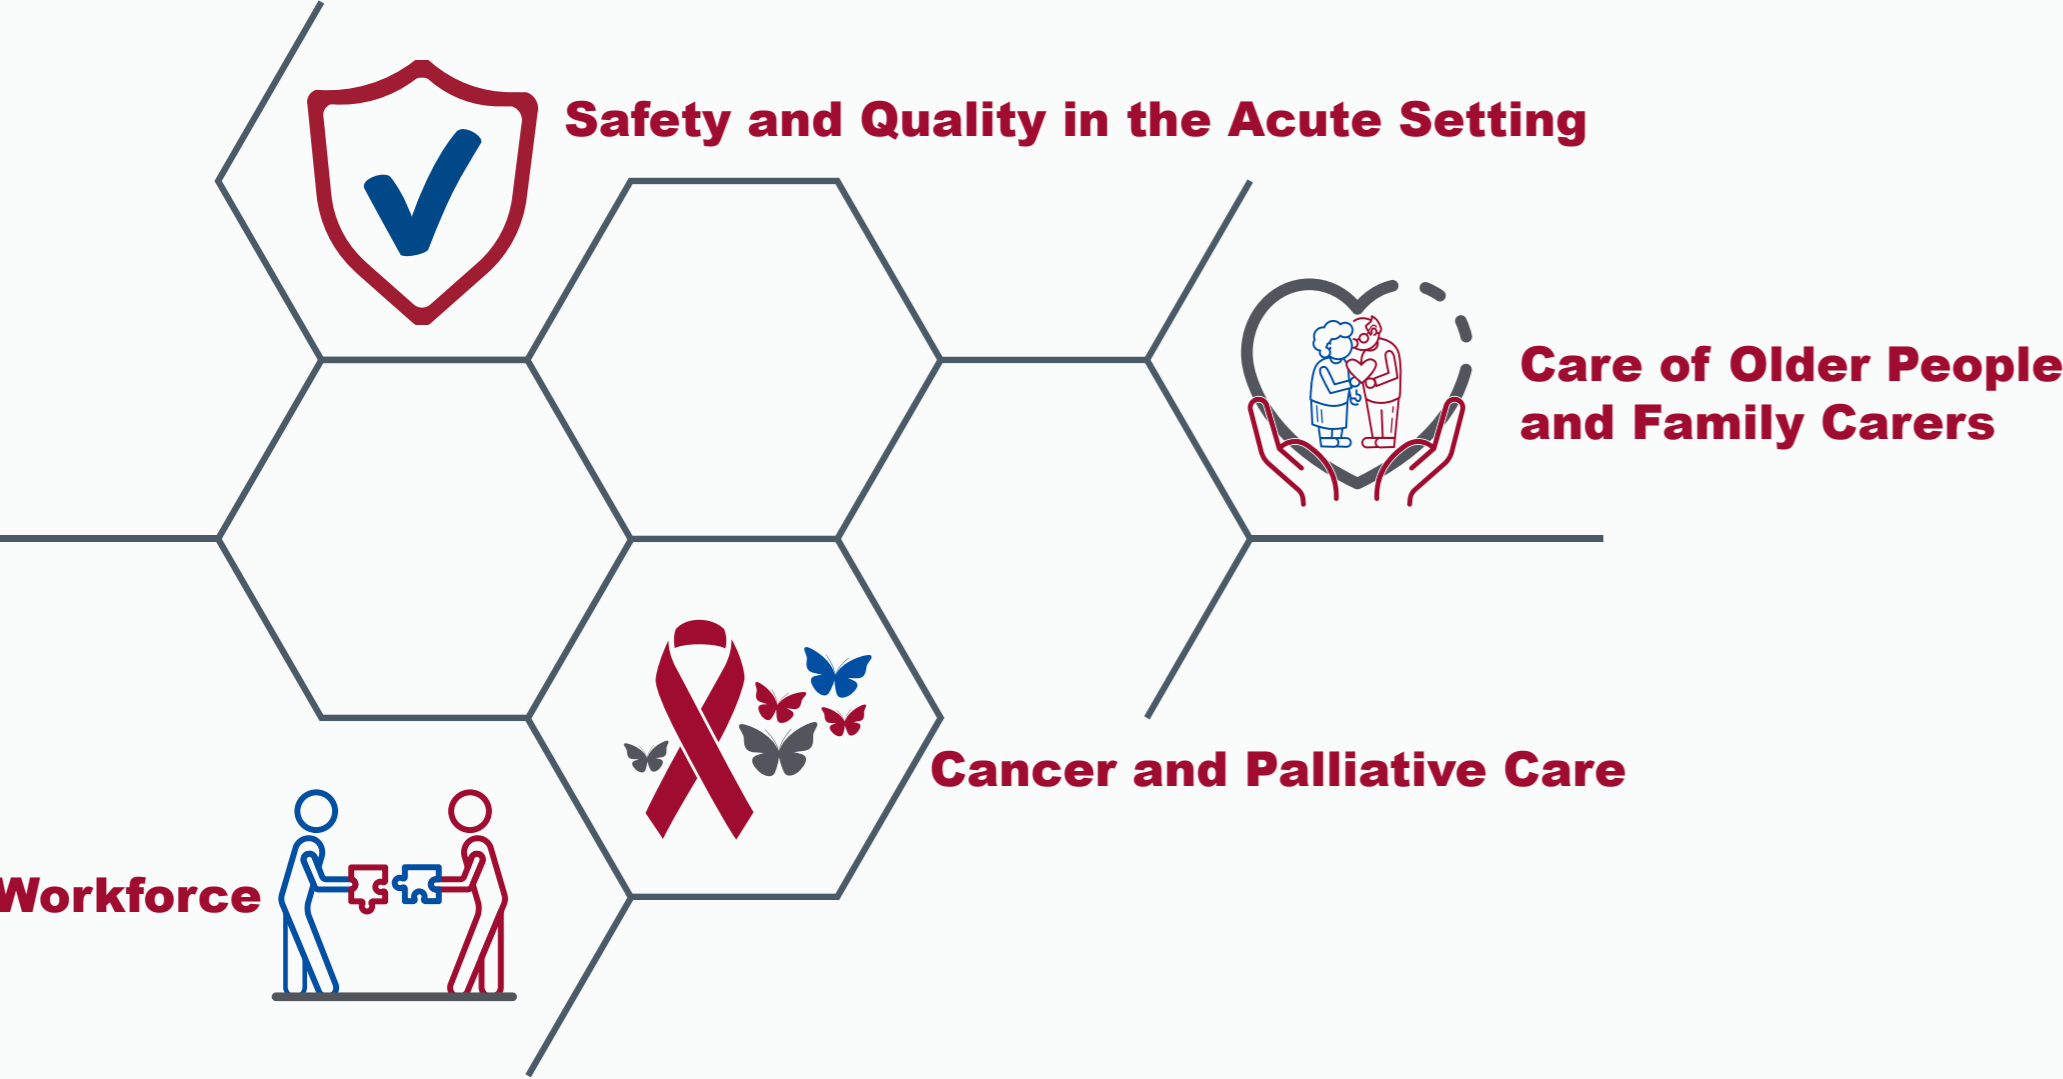 Safety and Quality in the Acute Setting
Care of Older People
and Family Carers
Cancer and Palliative Care
Workforce